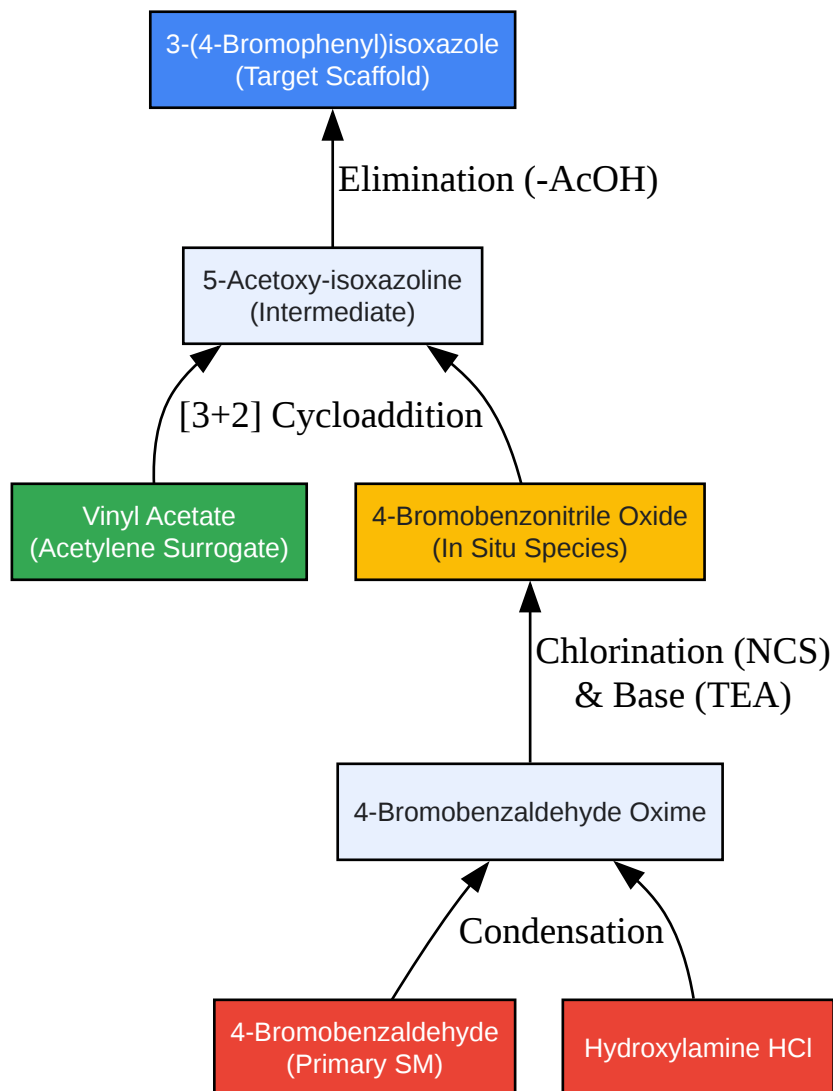 3-(4-Bromophenyl)isoxazole
(Target Scaffold)
Elimination (-AcOH)
5-Acetoxy-isoxazoline
(Intermediate)
[3+2] Cycloaddition
Vinyl Acetate
(Acetylene Surrogate)
4-Bromobenzonitrile Oxide
(In Situ Species)
Chlorination (NCS)
& Base (TEA)
4-Bromobenzaldehyde Oxime
Condensation
4-Bromobenzaldehyde
(Primary SM)
Hydroxylamine HCl